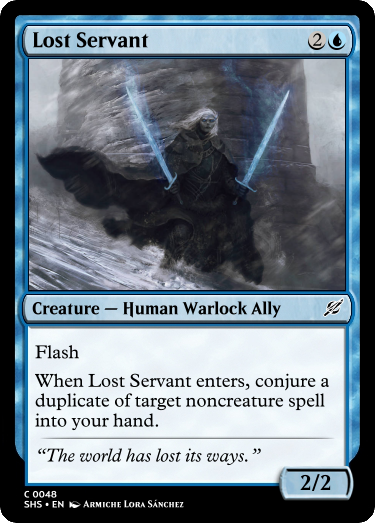 Lost Servant
2
Creature — Human Warlock Ally
Flash
When Lost Servant enters, conjure a
duplicate of target noncreature spell
into your hand.
“The world has lost its ways.”
2/2
C 0048
SHS • EN Armiche Lora Sánchez